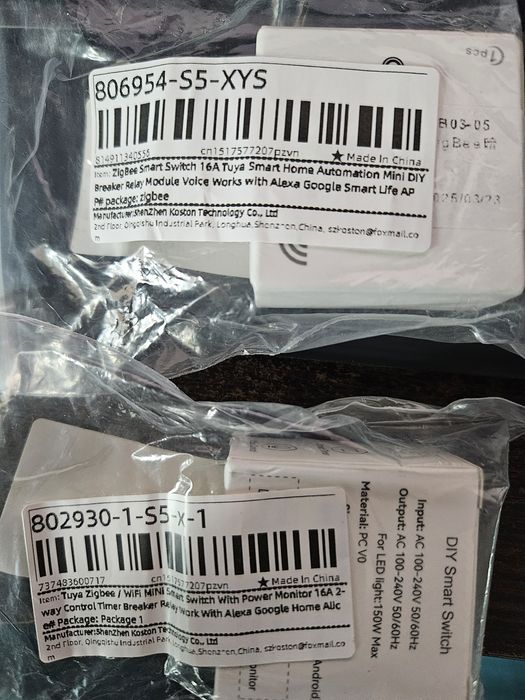 1pcs
806954-S5-XYS
B03-05
814911340555 cn1517577207pzvn ★ Made In China
Item: ZigBee Smart Switch 16A Tuya Smart Home Automation Mini DIY
Breaker Relay Module Voice Works with Alexa Google Smart Life AP
P# package: zigbee
Manufacturer:Shenzhen Koston Technology Co., Ltd
2nd Floor, Qingqishu Industrial Park, Longhua,Shenzhen,China, szkoston@foxmail.co
m
802930-1-S5-x-1
737483600717 cn1517577207pzvn ★ Made In China
Item: Tuya Zigbee / WiFi MiNi Smart Switch With Power Monitor 16A 2-
way Control Timer Breaker Relay Work With Alexa Google Home Alic
e# Package: Package 1
Manufacturer:Shenzhen Koston Technology Co., Ltd
2nd Floor, Qingqishu Industrial Park, Longhua,Shenzhen,China, szkoston@foxmail.co
m
DIY Smart Switch
Input: AC 100-240V 50/60Hz
Output: AC 100-240V 50/60Hz
For LED light:150W Max
Material: PC V0
Android